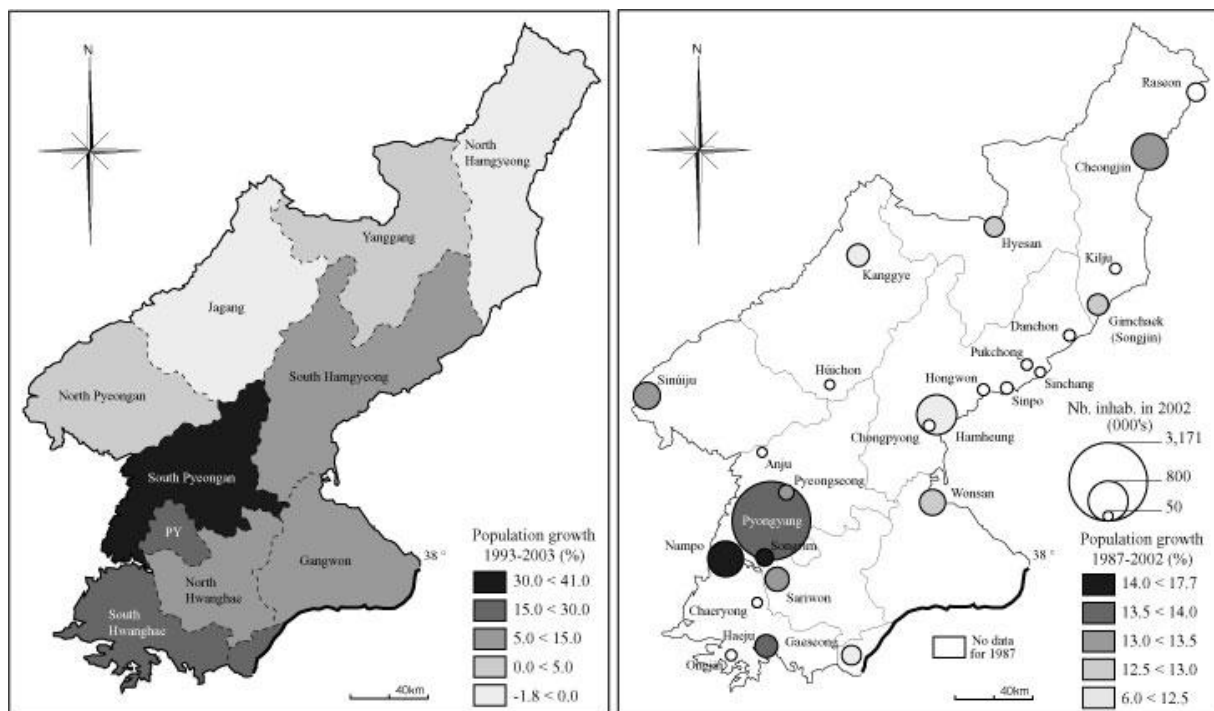 N
North
Hamgyeong
Yanggang
Jagang
South Hamgyeong
North Pyeongan
South Pyeongan
PY
Gangwon
North
Hwanghae
South
Hwanghae
38 °
Population growth
1993-2003 (%)
30.0 < 41.0
15.0 < 30.0
5.0 < 15.0
0.0 < 5.0
-1.8 < 0.0
40km
N
Raseon
Cheongjin
Hyesan
Kanggye
Kilju
Gimchaek
(Songjin)
Danchon
Pukchong
Sinchang
Hongwon
Sinpo
Hŭichon
Sinŭiju
Chongpyong
Hamheung
Anju
Pyeongseong
Pyongyang
Wonsan
Nampo
Songnim
Sariwon
Chaeryong
Haeju
Gaeseong
Ongjin
38 °
Nb. inhab. in 2002
(000's)
3,171
800
50
Population growth
1987-2002 (%)
14.0 < 17.7
13.5 < 14.0
13.0 < 13.5
12.5 < 13.0
6.0 < 12.5
No data
for 1987
40km